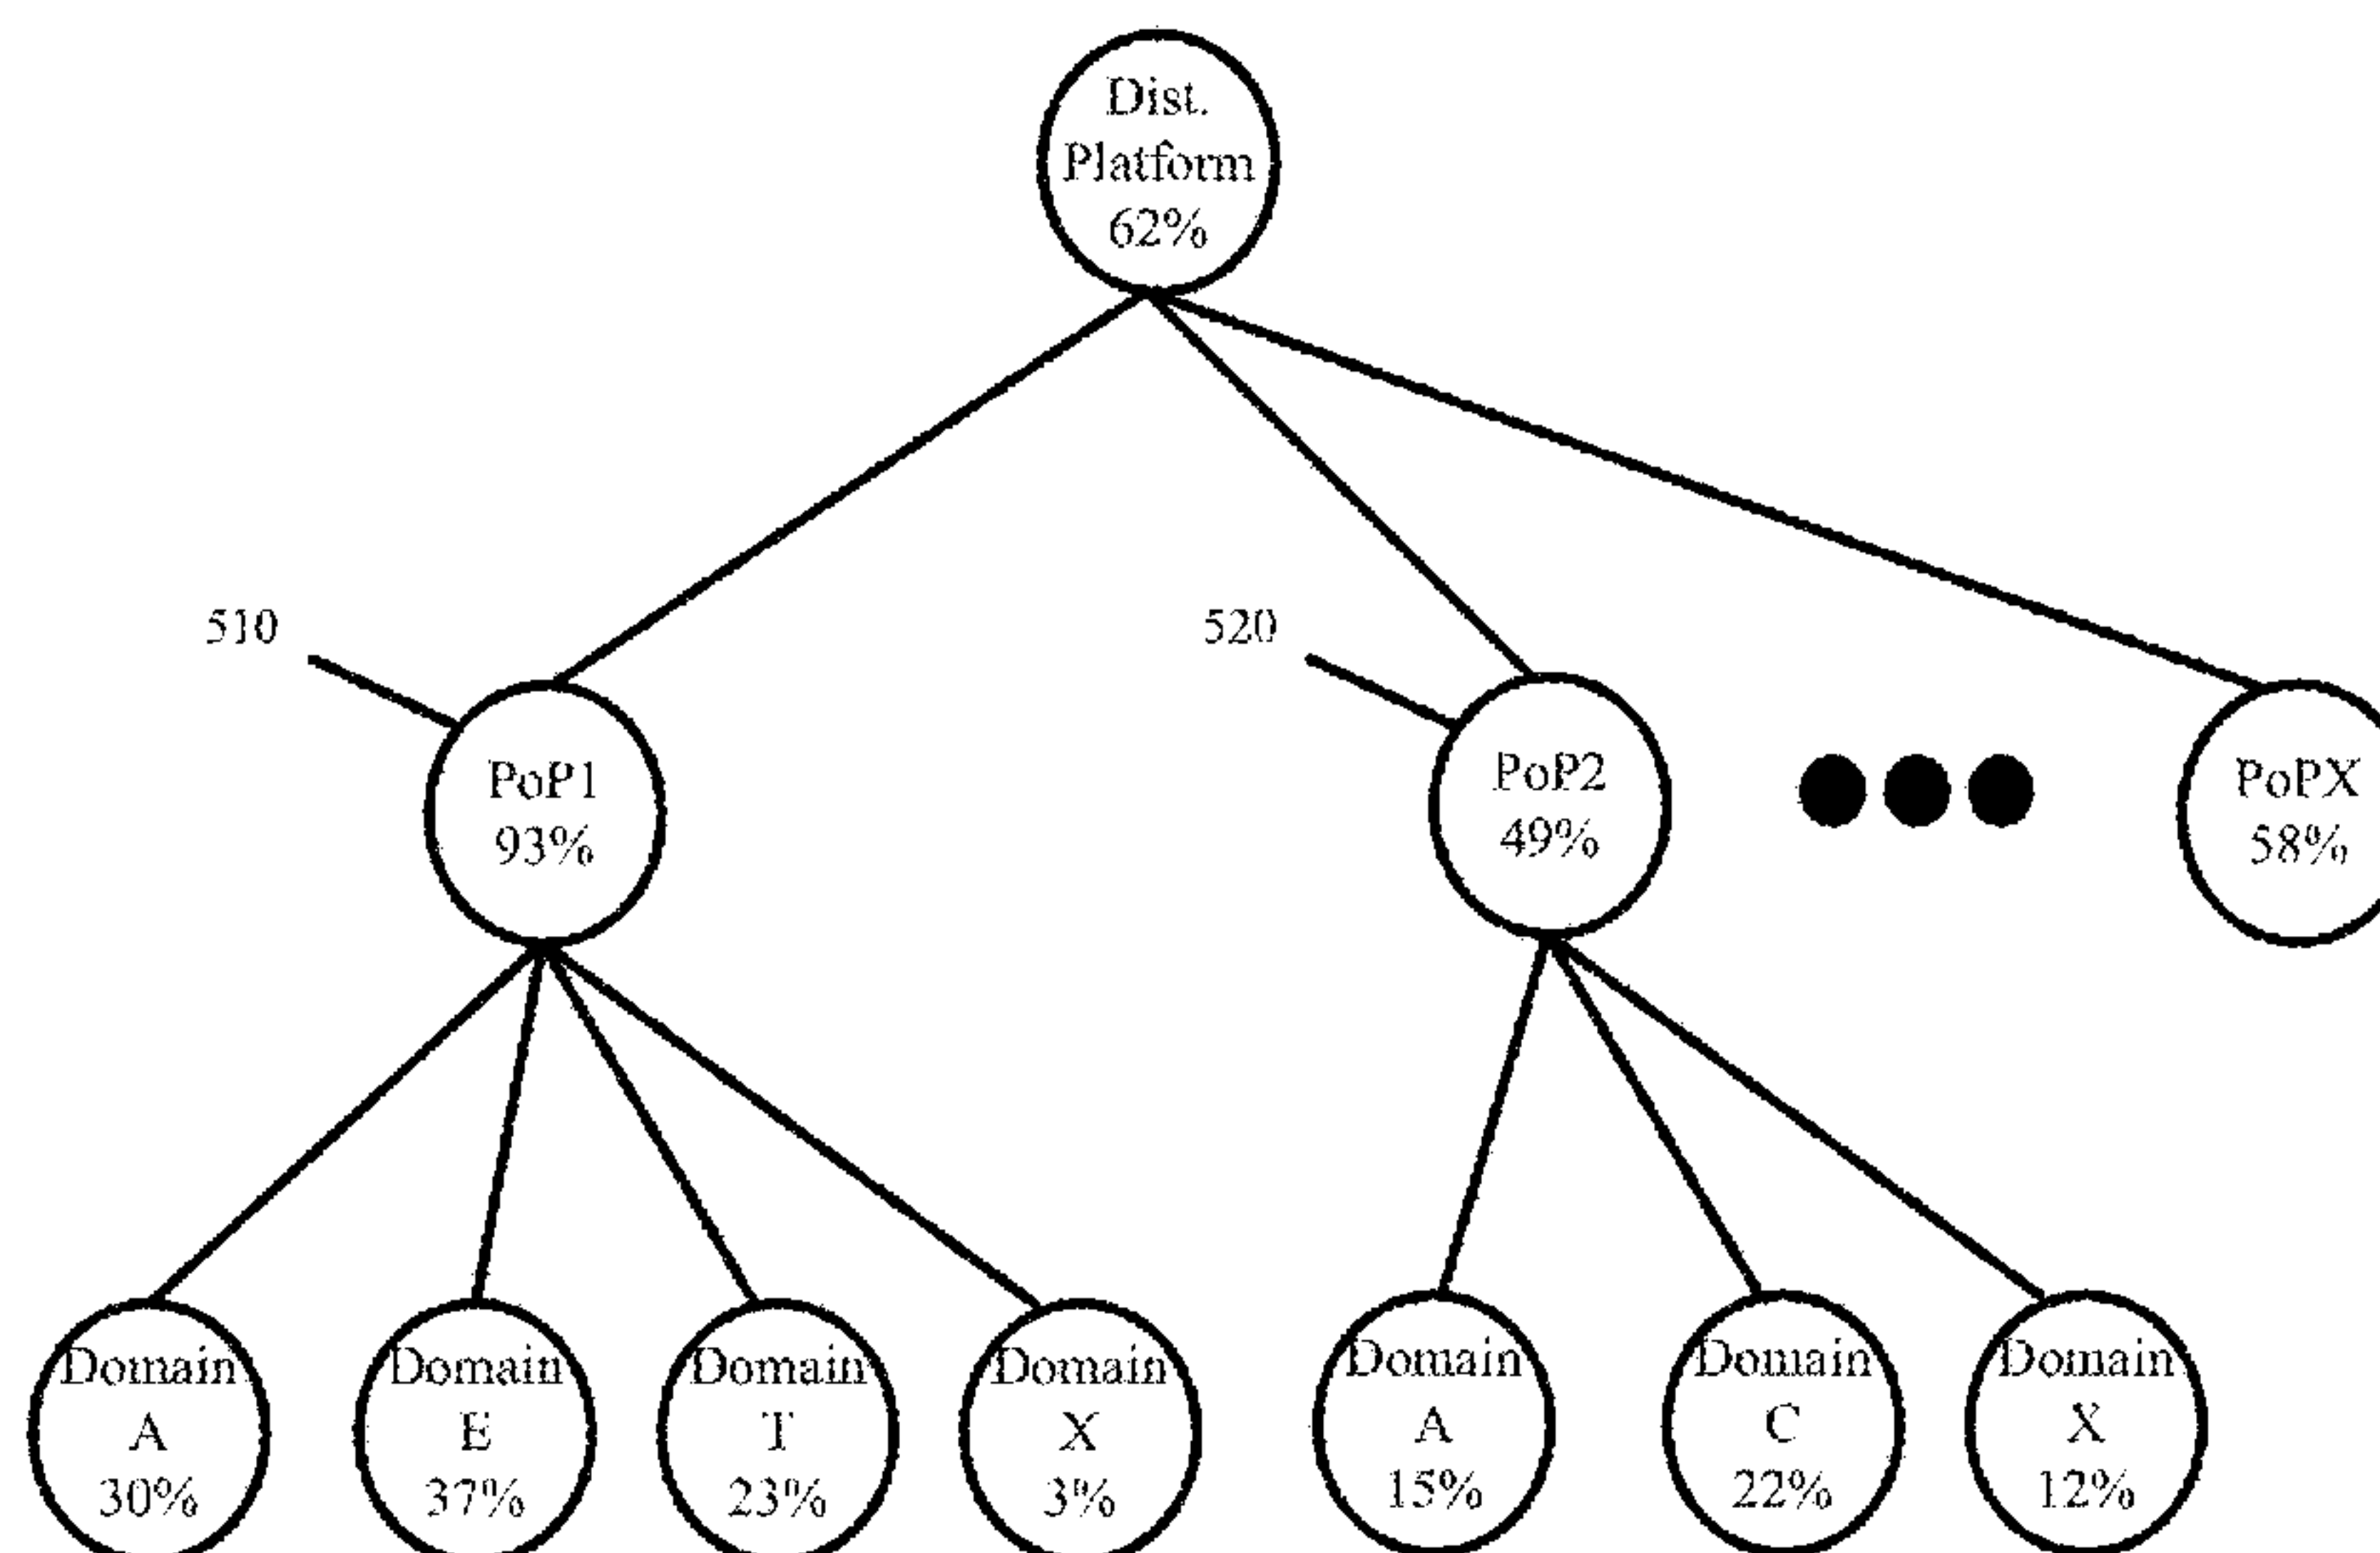 Dist.
Platform
62%
510
520
PoP1
93%
PoP2
49%
PoPX
58%
Domain
A
30%
Domain
E
37%
Domain
T
23%
Domain
X
3%
Domain
A
15%
Domain
C
22%
Domain
X
12%